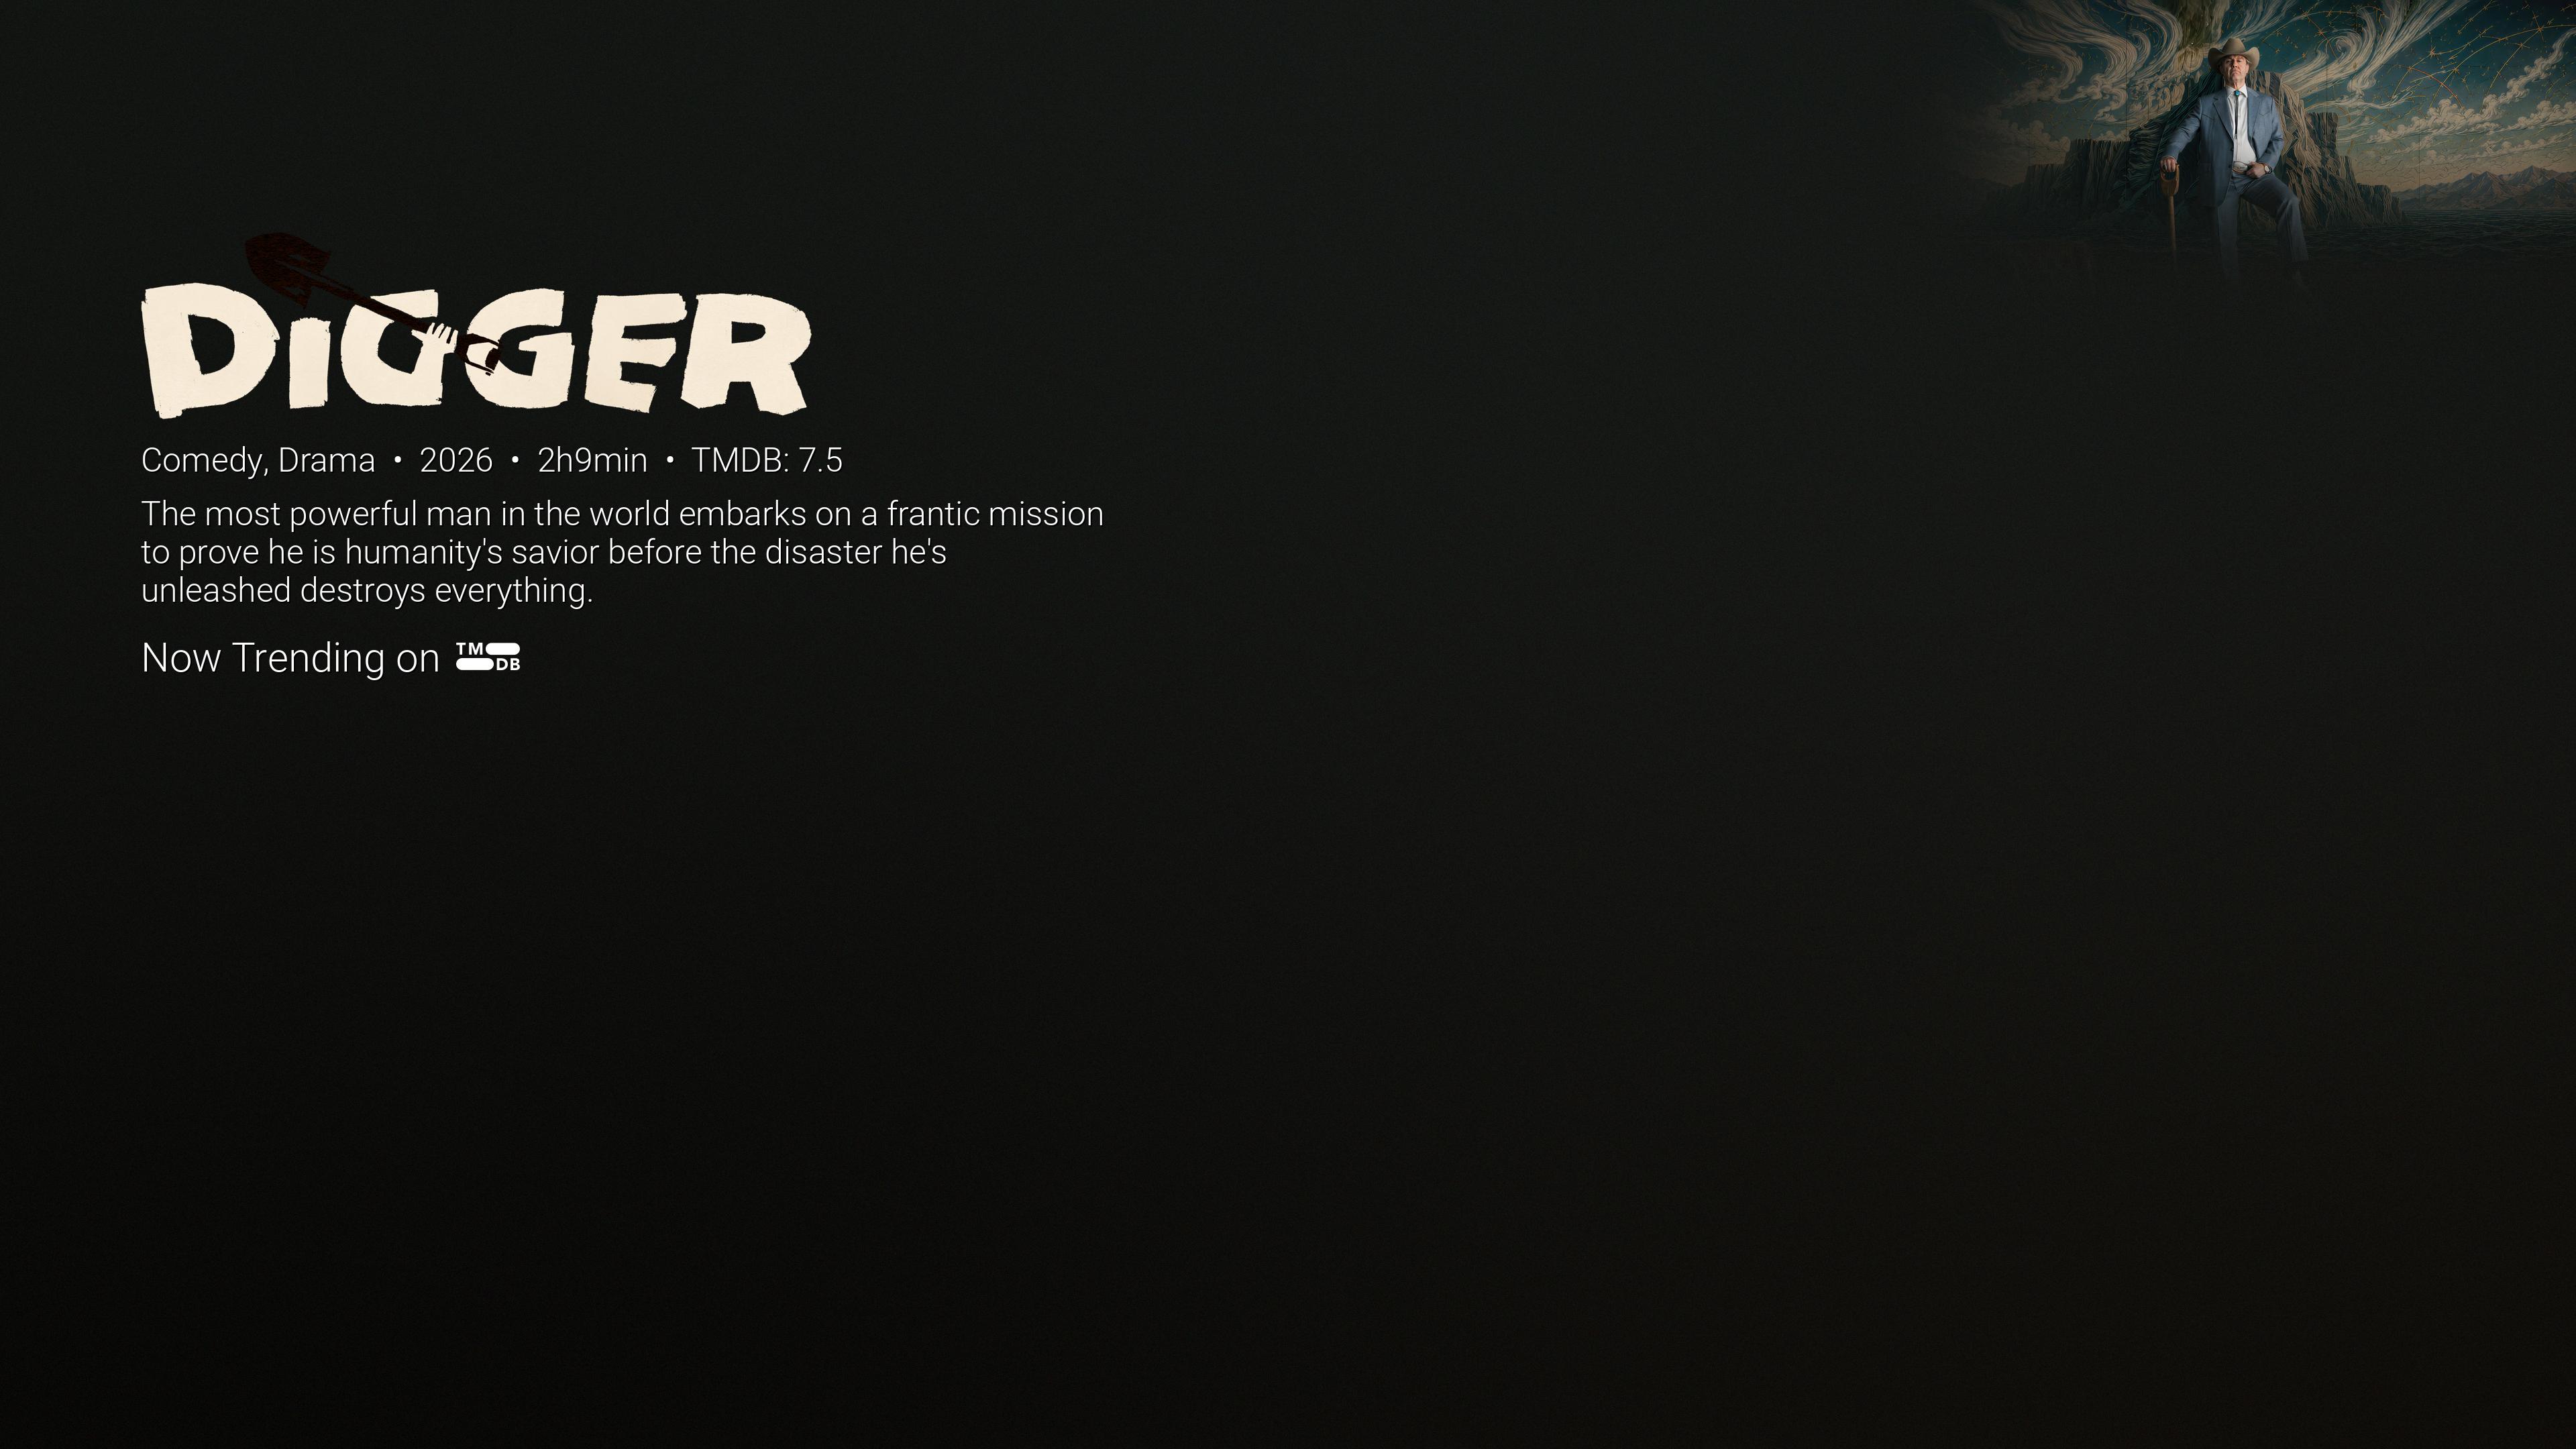 DiGGER
Comedy, Drama • 2026 • 2h9min • TMDB: 7.5
The most powerful man in the world embarks on a frantic mission
to prove he is humanity's savior before the disaster he's
unleashed destroys everything.
Now Trending on TMDB